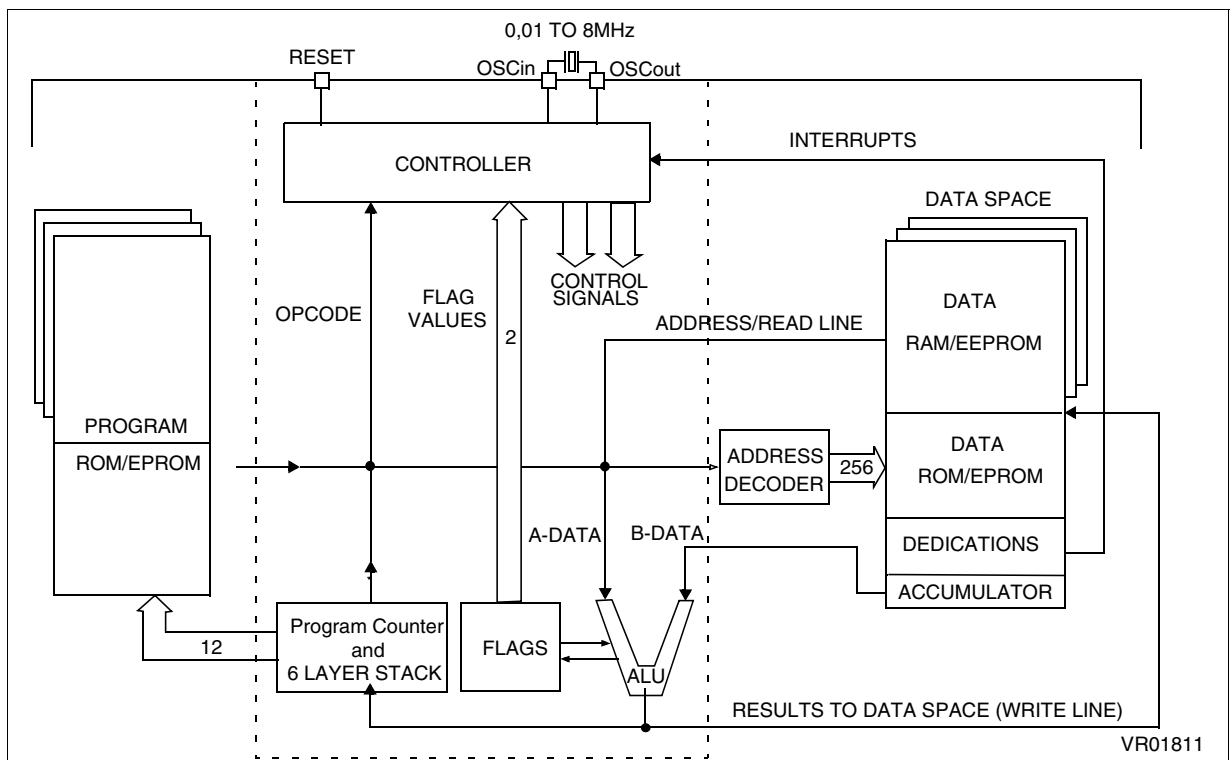 0,01 TO 8MHz
RESET
OSCin
OSCout
INTERRUPTS
CONTROLLER
DATA SPACE
CONTROL
SIGNALS
DATA
RAM/EEPROM
FLAG
VALUES
OPCODE
2
ADDRESS/READ LINE
PROGRAM
ROM/EPROM
ADDRESS
DECODER
256
DATA
ROM/EPROM
A-DATA
B-DATA
DEDICATIONS
ACCUMULATOR
12
Program Counter
and
6 LAYER STACK
FLAGS
ALU
RESULTS TO DATA SPACE (WRITE LINE)
VR01811